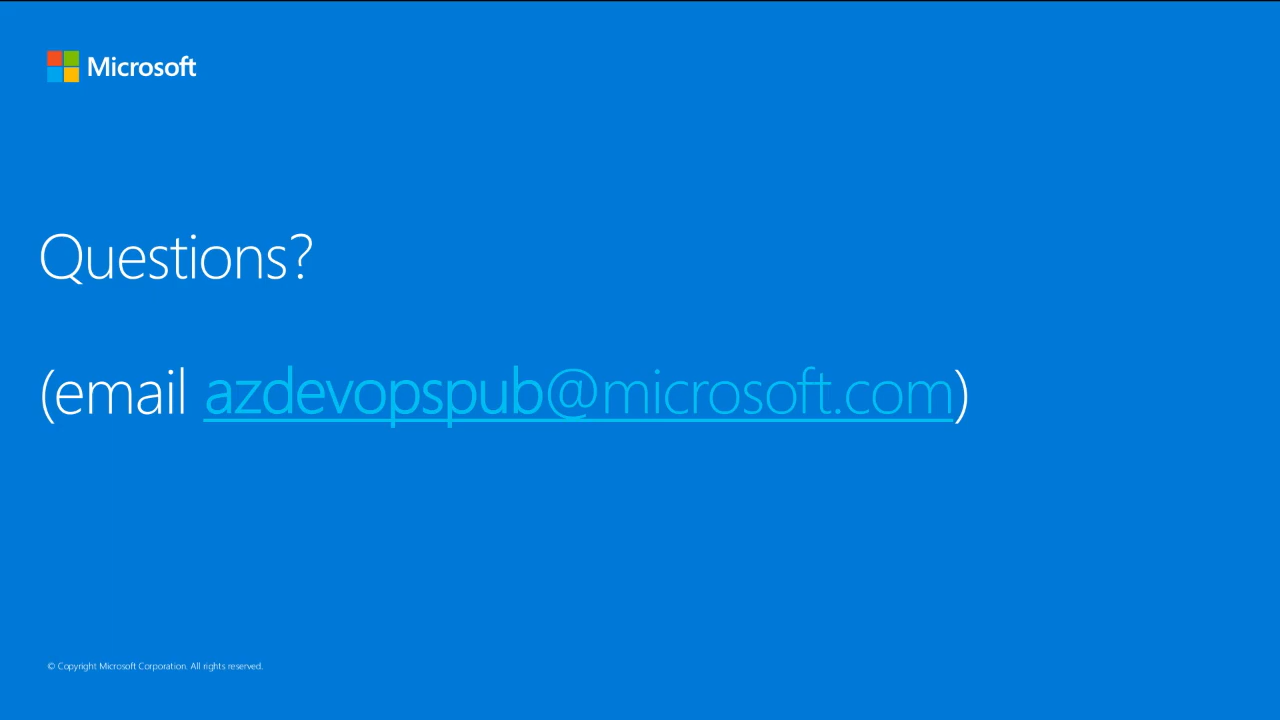 Microsoft
Questions?
(email azdevopspub@microsoft.com)
© Copyright Microsoft Corporation. All rights reserved.